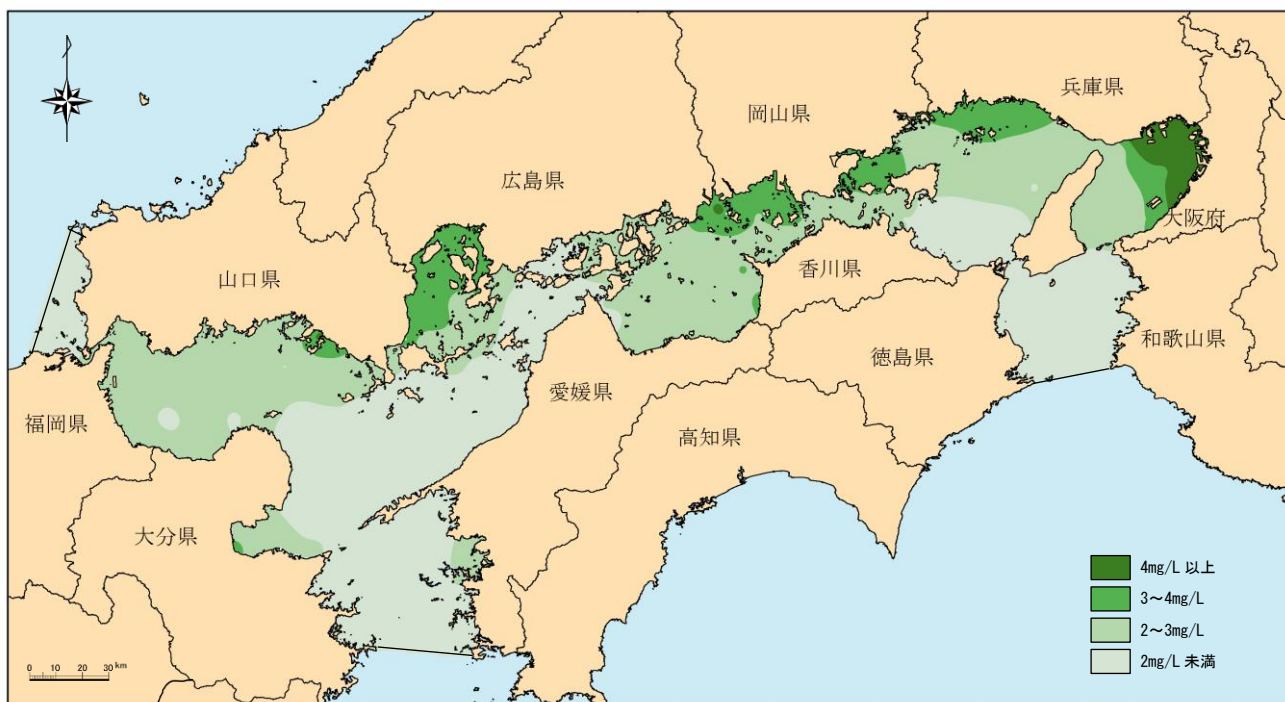 兵庫県
岡山県
広島県
大阪府
香川県
山口県
和歌山県
徳島県
愛媛県
福岡県
高知県
大分県
4mg/L 以上
3～4mg/L
2～3mg/L
2mg/L 未満
0 10 20 30 km